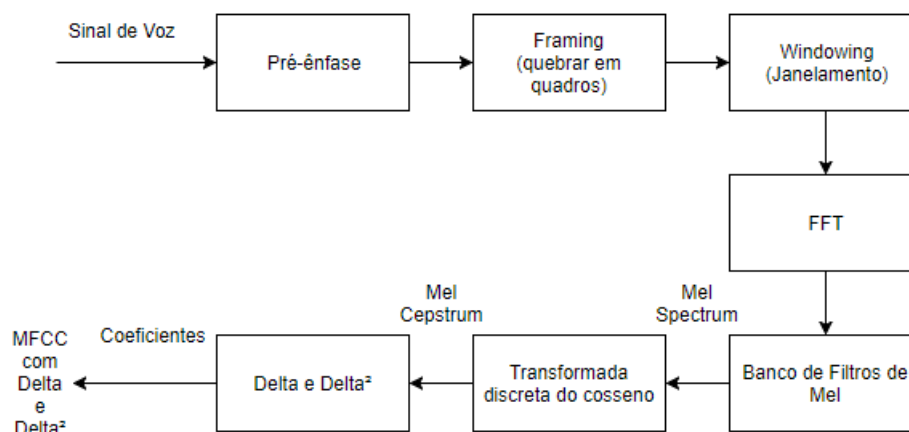 Sinal de Voz
Pré-ênfase
Framing
(quebrar em
quadros)
Windowing
(Janelamento)
FFT
Banco de Filtros de
Mel
Mel
Spectrum
Transformada
discreta do cosseno
Mel
Cepstrum
Delta e Delta²
Coeficientes
MFCC
com
Delta
e
Delta²